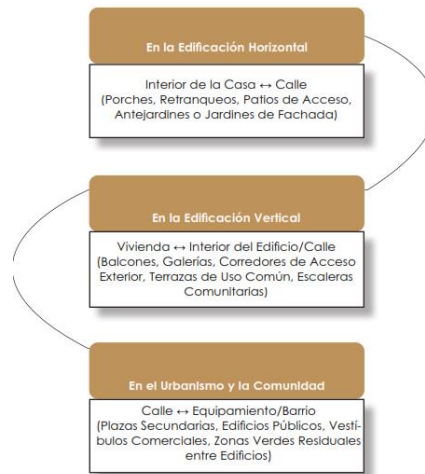 En la Edificación Horizontal
Interior de la Casa ↔ Calle
(Porches, Retranqueos, Patios de Acceso,
Antejardines o Jardines de Fachada)
En la Edificación Vertical
Vivienda ↔ Interior del Edificio/Calle
(Balcones, Galerías, Corredores de Acceso
Exterior, Terrazas de Uso Común, Escaleras
Comunitarias)
En el Urbanismo y la Comunidad
Calle ↔ Equipamiento/Barrio
(Plazas Secundarias, Edificios Públicos, Vestí-
bulos Comerciales, Zonas Verdes Residuales
entre Edificios)